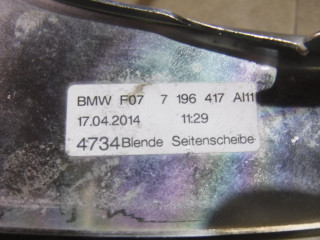 BMW F07 7 196 417 AI11
17.04.2014 11:29
4734 Blende Seitenscheibe